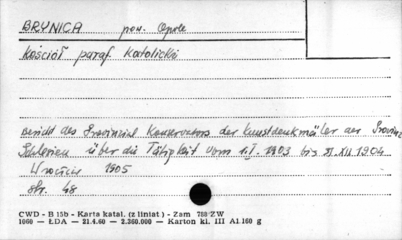 BRYNICA pow. Opole
kościół paraf. katolicki
Bericht des Provinzial Konservators der Kunstdenkmäler der Provinz
Schlesien über die Tätigkeit vom 1.I.1903 bis 31.XII.1904
Wrocław 1905
str. 48
CWD - B 15b - Karta katal. (z liniat) - Zam 788 ZW
1060 — ŁDA — 21.4.60 — 2.360.000 — Karton kl. III A1 160 g